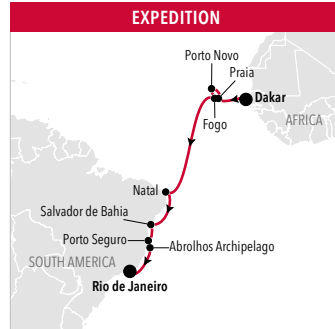 EXPEDITION
Porto Novo
Praia
Dakar
Fogo
AFRICA
Natal
Salvador de Bahia
Porto Seguro
Abrolhos Archipelago
SOUTH AMERICA
Rio de Janeiro